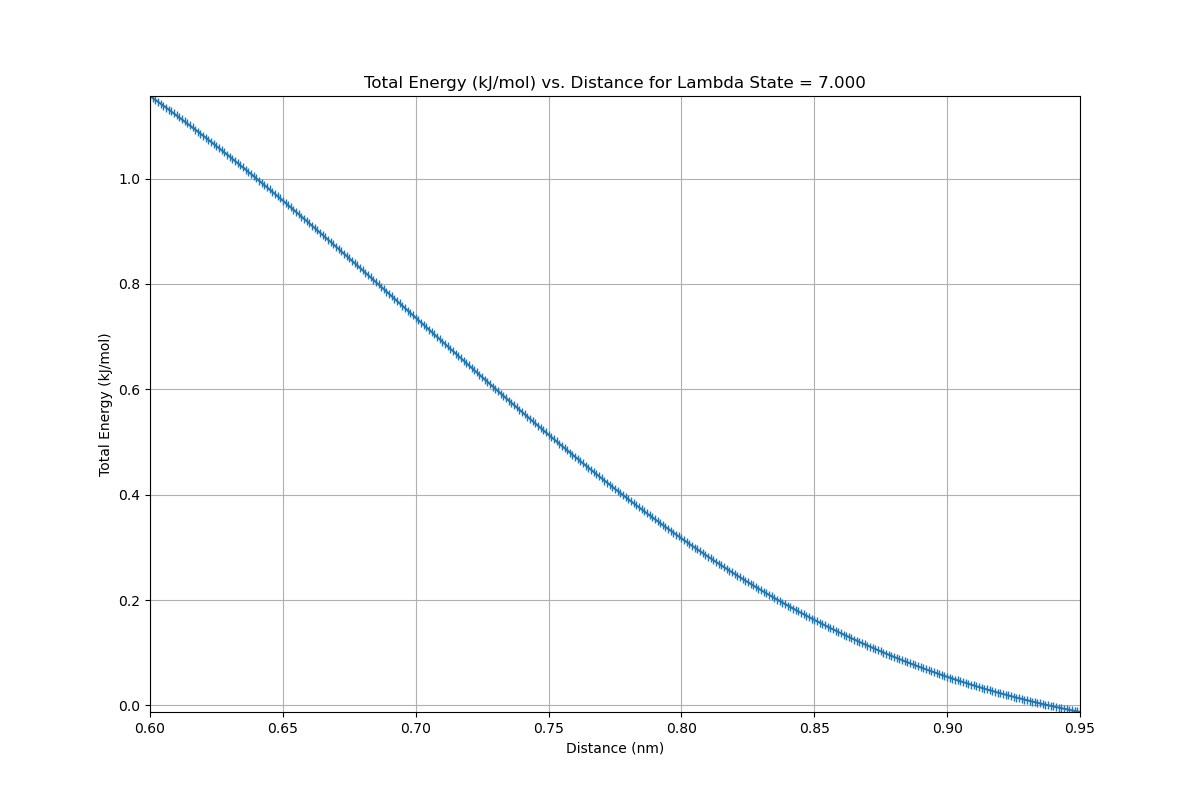 Total Energy (kJ/mol) vs. Distance for Lambda State = 7.000
Total Energy (kJ/mol)
1.0
0.8
0.6
0.4
0.2
0.0
0.60 0.65 0.70 0.75 0.80 0.85 0.90 0.95
Distance (nm)